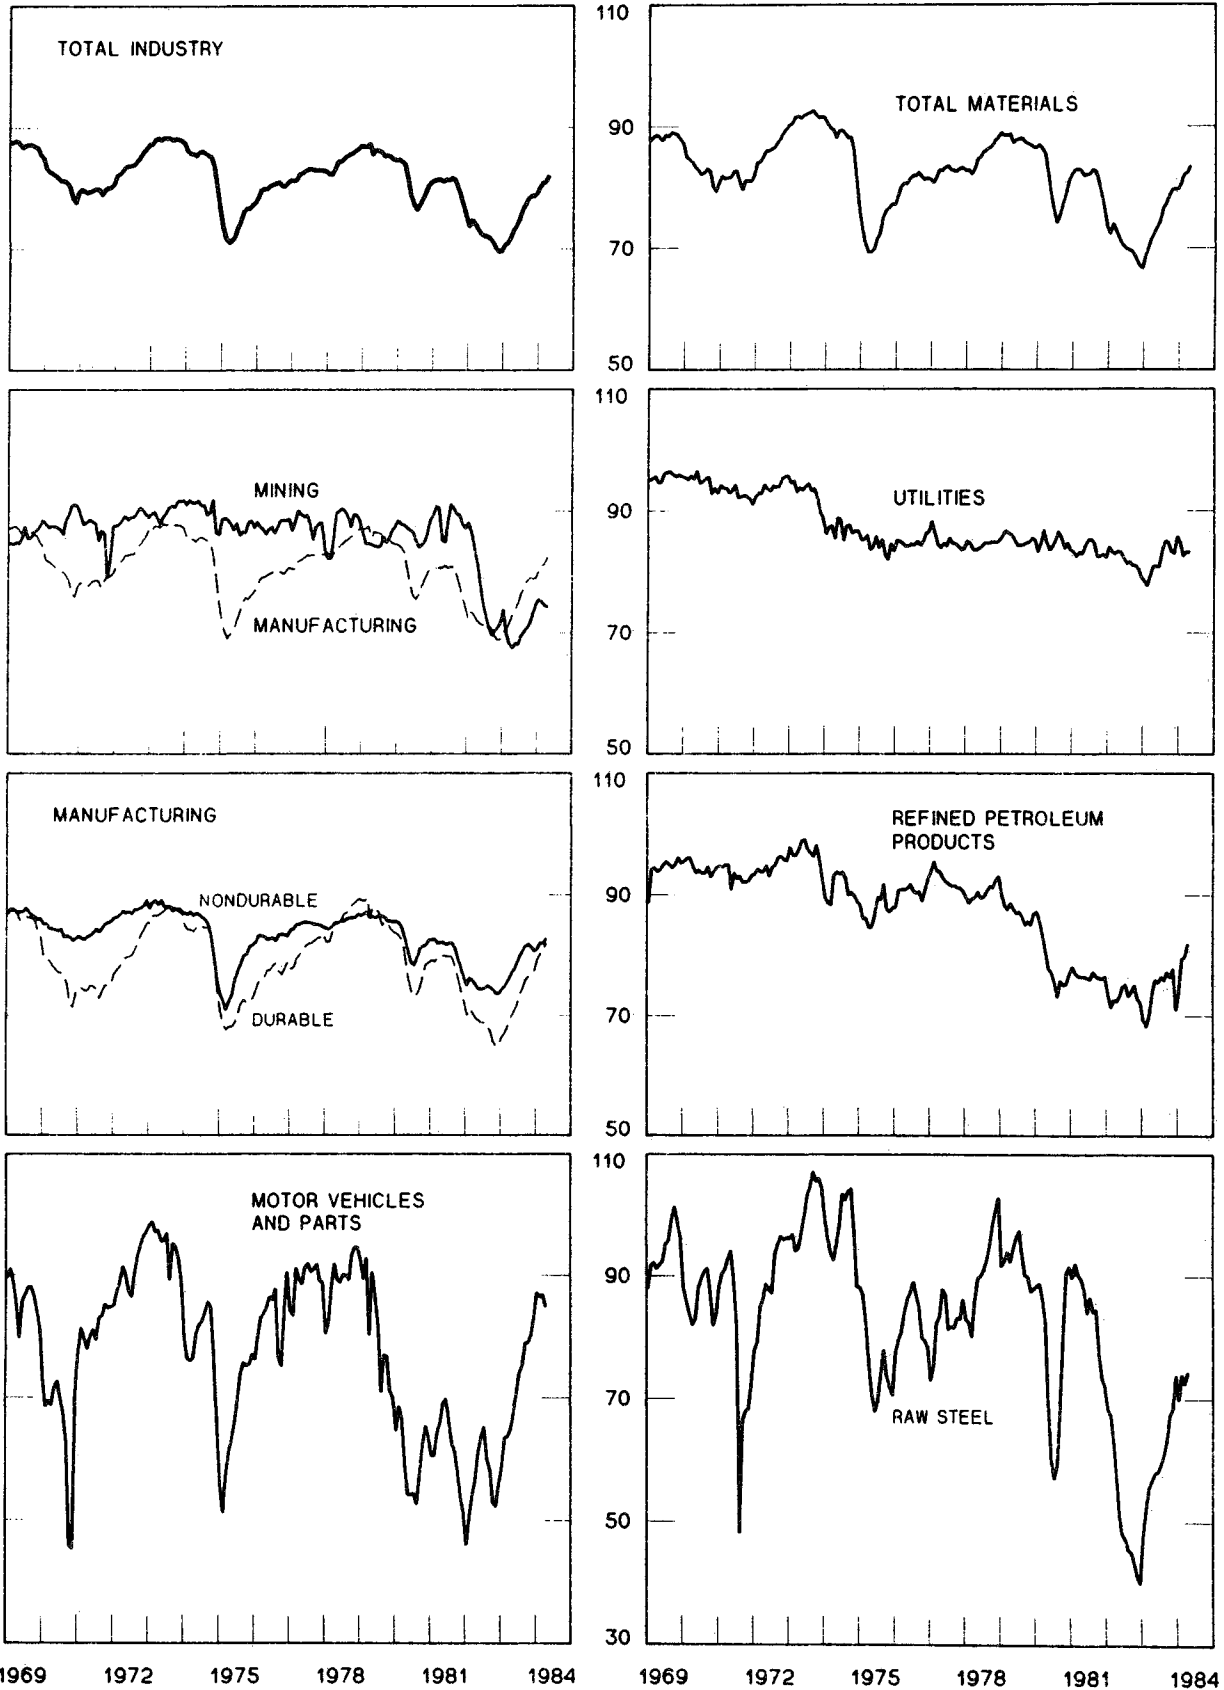 110
TOTAL INDUSTRY
TOTAL MATERIALS
90
70
50
110
MINING
UTILITIES
90
MANUFACTURING
70
50
110
MANUFACTURING
REFINED PETROLEUM
PRODUCTS
NONDURABLE
90
DURABLE
70
50
110
MOTOR VEHICLES
AND PARTS
90
70
RAW STEEL
50
30
1969 1972 1975 1978 1981 1984
1969 1972 1975 1978 1981 1984